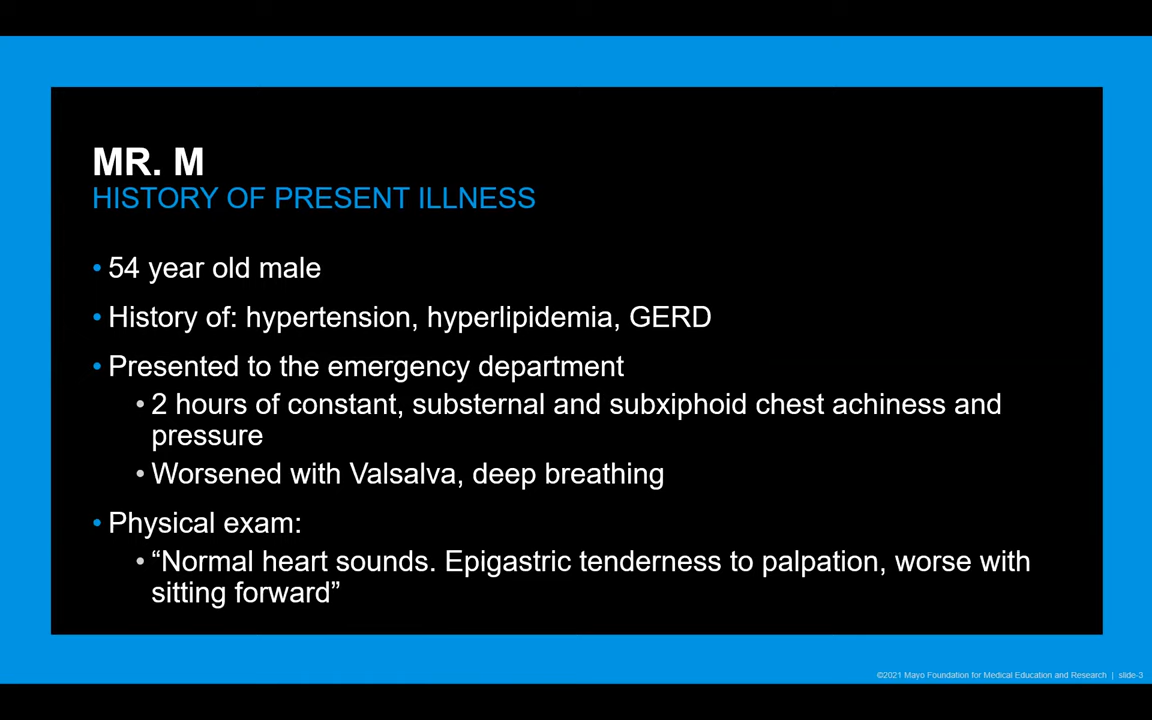 MR. M
HISTORY OF PRESENT ILLNESS
• 54 year old male
• History of: hypertension, hyperlipidemia, GERD
• Presented to the emergency department
• 2 hours of constant, substernal and subxiphoid chest achiness and
pressure
• Worsened with Valsalva, deep breathing
• Physical exam:
• “Normal heart sounds. Epigastric tenderness to palpation, worse with
sitting forward”
©2021 Mayo Foundation for Medical Education and Research | slide-3